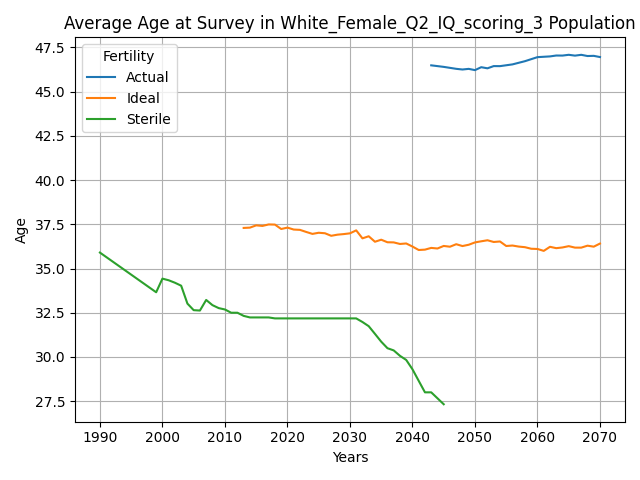 Average Age at Survey in White_Female_Q2_IQ_scoring_3 Population
Fertility
Actual
Ideal
Sterile
Age
47.5
45.0
42.5
40.0
37.5
35.0
32.5
30.0
27.5
1990 2000 2010 2020 2030 2040 2050 2060 2070
Years